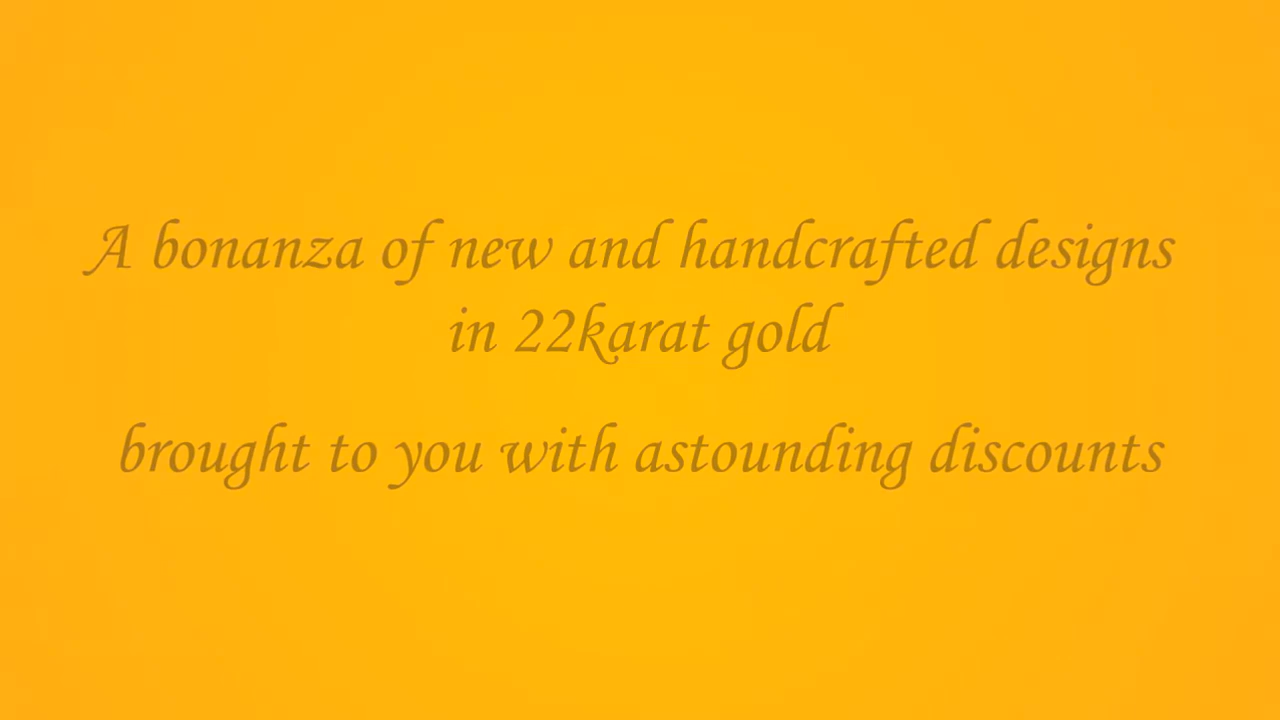 A bonanza of new and handcrafted designs
in 22karat gold
brought to you with astounding discounts